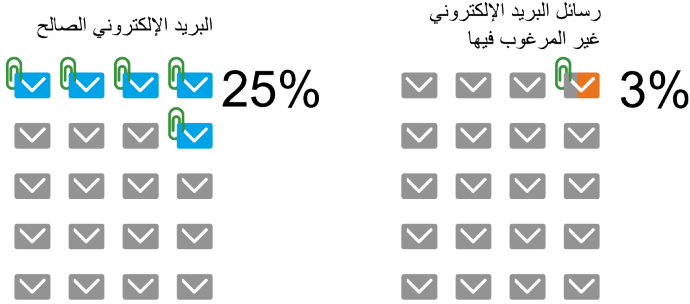 رسائل البريد الإلكتروني
غير المرغوب فيها
3%
البريد الإلكتروني الصالح
25%